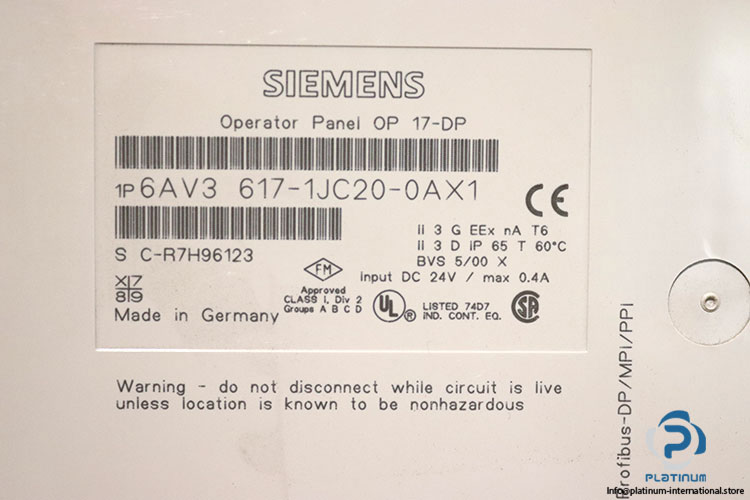 SIEMENS
Operator Panel OP 17-DP
1P 6AV3 617-1JC20-0AX1
CE
S C-R7H96123
II 3 G EEx nA T6
II 3 D IP 65 T 60°C
BVS 5/00 X
X 7
8 9
FM
Approved
CLASS I, Div 2
Groups A B C D
Input DC 24V / max 0.4A
UL ®
LISTED 74D7
IND. CONT. EQ.
SA
Made in Germany
Warning - do not disconnect while circuit is live
unless location is known to be nonhazardous
Profibus-DP/MPI/PPI
PLATINUM
Info@platinum-international.store